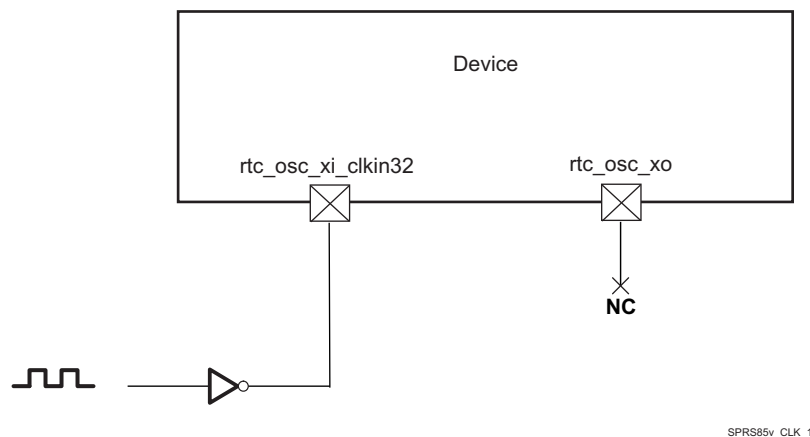 Device
rtc_osc_xi_clkin32
rtc_osc_xo
NC
SPRS85v_CLK_1